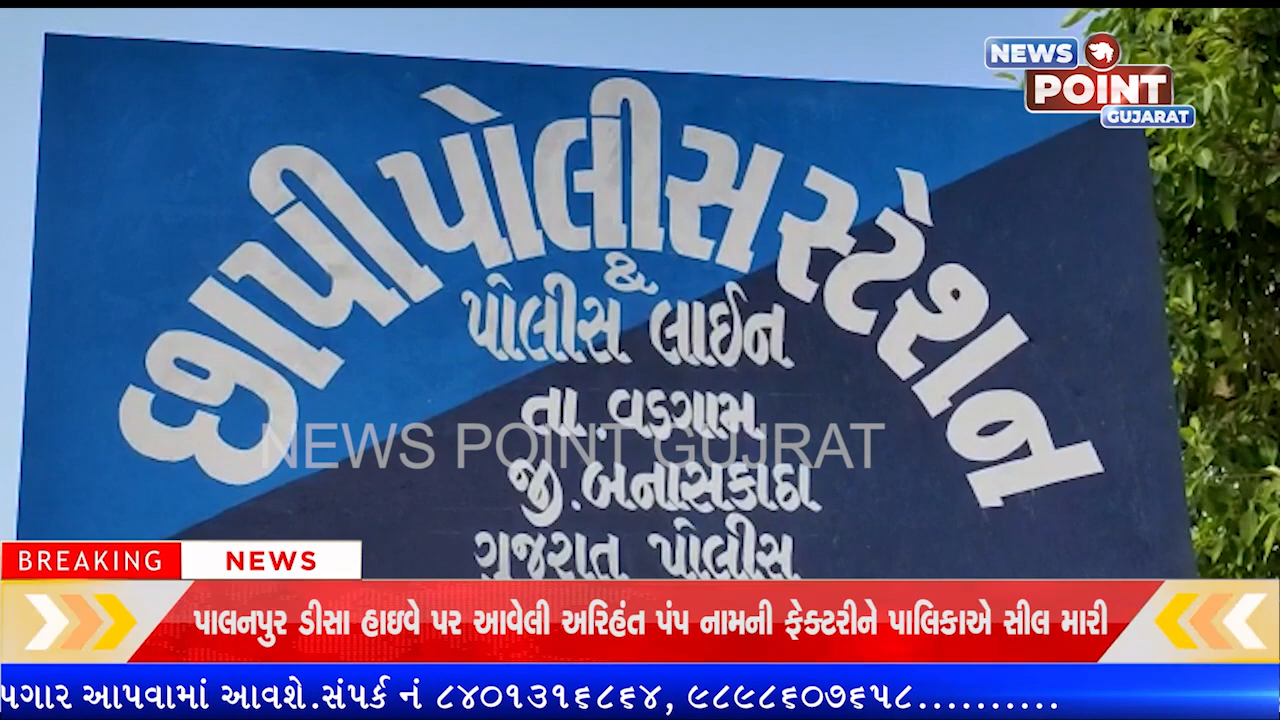 NEWS
POINT
GUJARAT
છાપી પોલીસ સ્ટેશન
પોલીસ લાઈન
તા.વડગામ
NEWS POINT GUJRAT
જી.બનાસકાંઠા
ગુજરાત પોલીસ
BREAKING NEWS
પાલનપુર ડીસા હાઇવે પર આવેલી અરિહંત પંપ નામની ફેક્ટરીને પાલિકાએ સીલ મારી
પગાર આપવામાં આવશે.સંપર્ક નં ૮૪૦૧૩૧૬૮૬૪, ૯૮૯૮૬૦૭૬૫૮..........